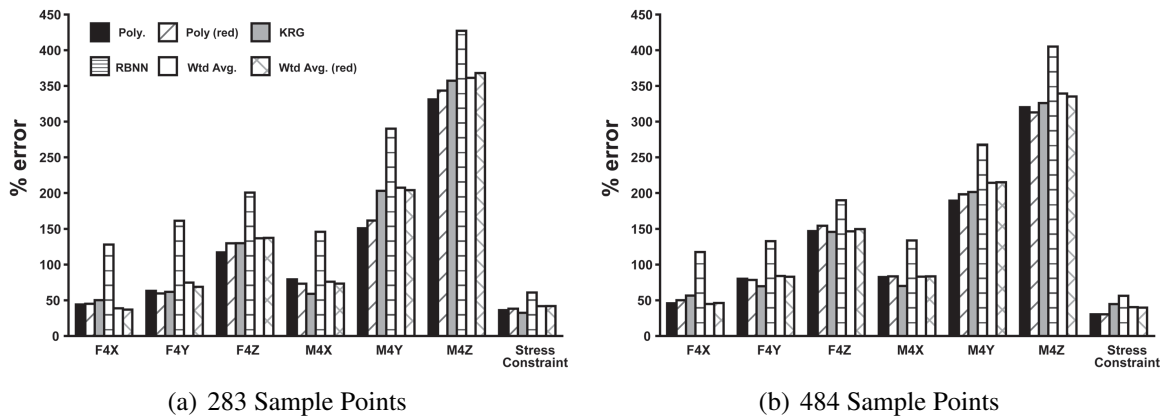 % error
450
400
350
300
250
200
150
100
50
0
Poly.
Poly (red)
KRG
RBNN
Wtd Avg.
Wtd Avg. (red)
F4X
F4Y
F4Z
M4X
M4Y
M4Z
Stress
Constraint
(a) 283 Sample Points
% error
450
400
350
300
250
200
150
100
50
0
F4X
F4Y
F4Z
M4X
M4Y
M4Z
Stress
Constraint
(b) 484 Sample Points